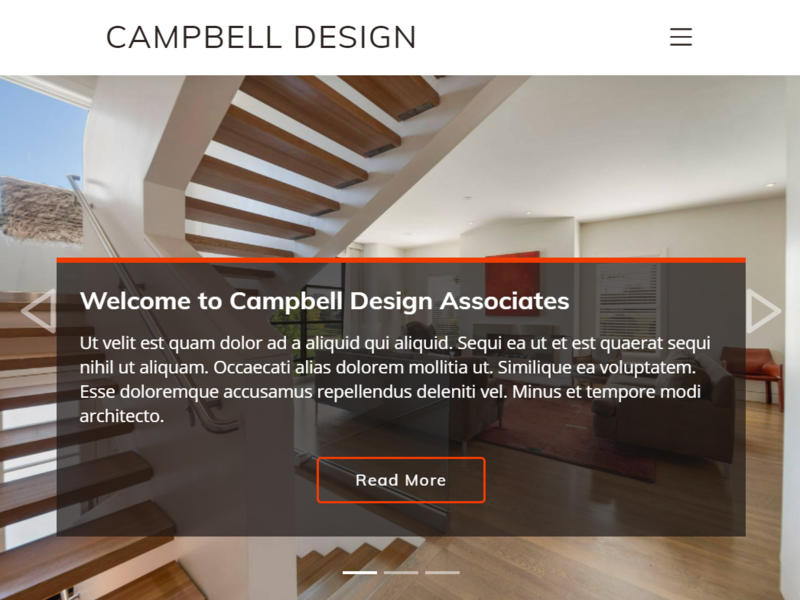 CAMPBELL DESIGN
Welcome to Campbell Design Associates
Ut velit est quam dolor ad a aliquid qui aliquid. Sequi ea ut et est quaerat sequi
nihil ut aliquam. Occaecati alias dolorem mollitia ut. Similique ea voluptatem.
Esse doloremque accusamus repellendus deleniti vel. Minus et tempore modi
architecto.
Read More